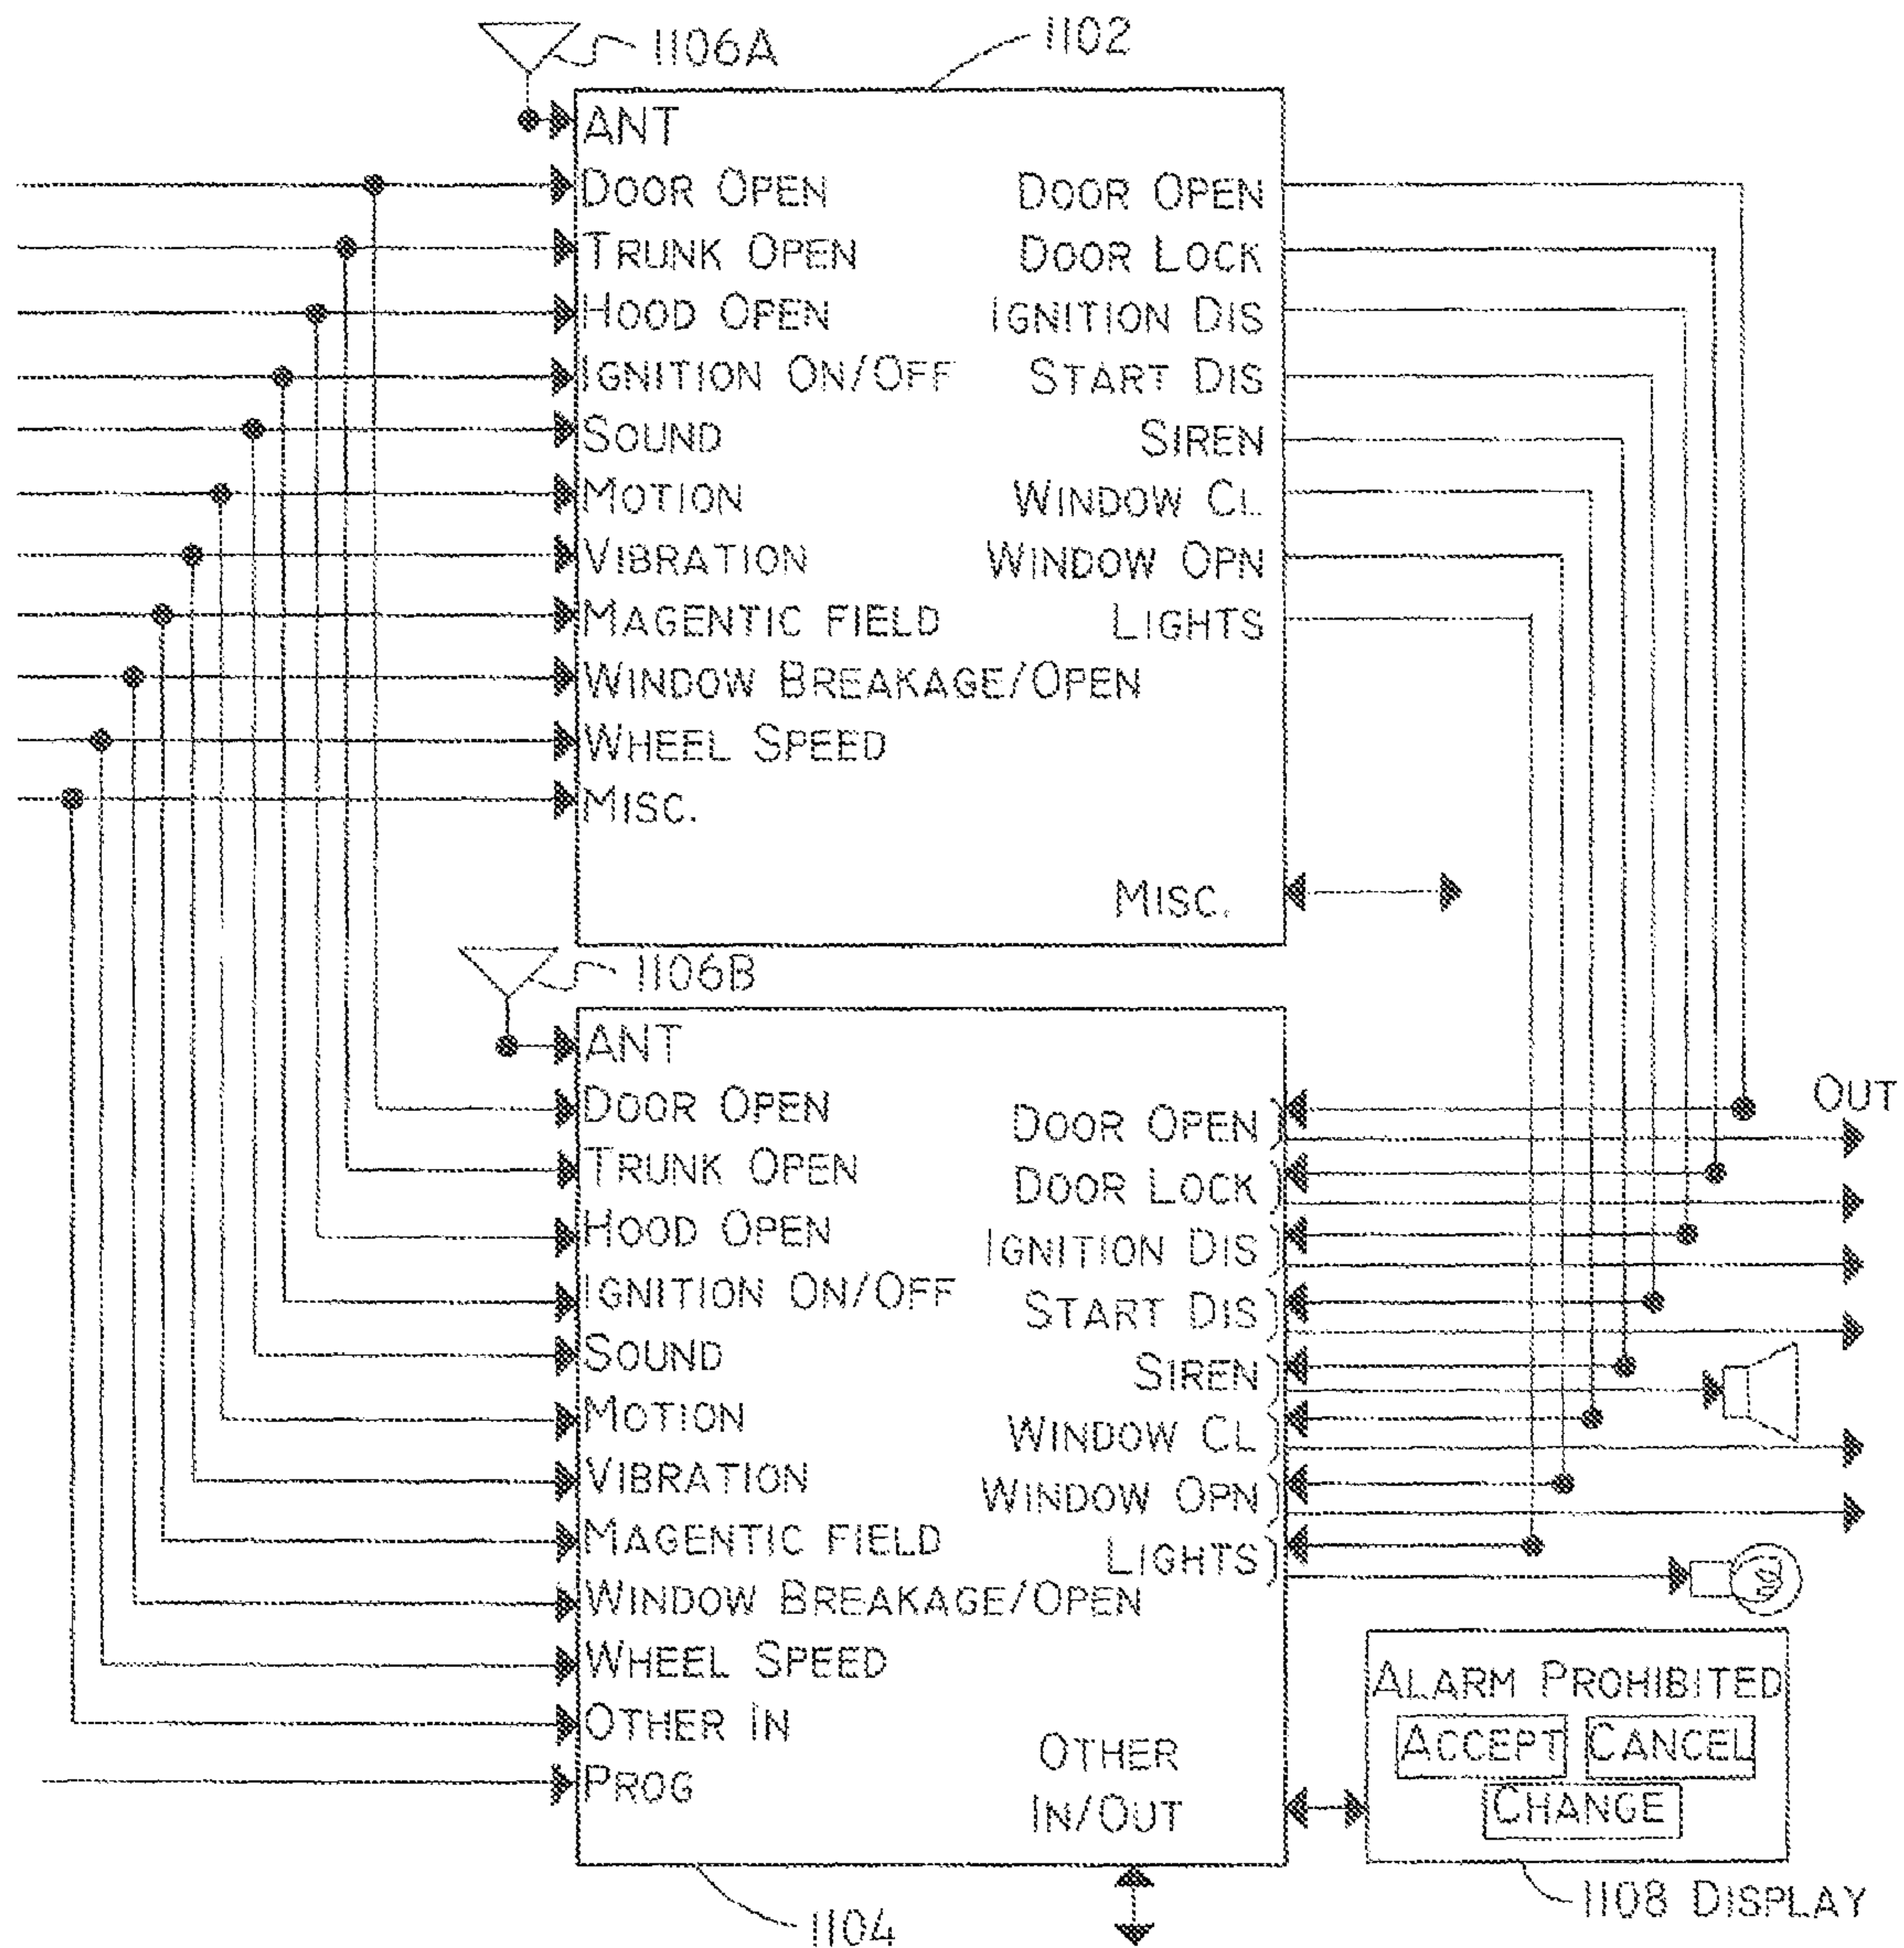 1106A
1102
ANT
DOOR OPEN
TRUNK OPEN
HOOD OPEN
IGNITION ON/OFF
SOUND
MOTION
VIBRATION
MAGENTIC FIELD
WINDOW BREAKAGE/OPEN
WHEEL SPEED
MISC.
DOOR OPEN
DOOR LOCK
IGNITION DIS
START DIS
SIREN
WINDOW CL
WINDOW OPN
LIGHTS
MISC.
1106B
ANT
DOOR OPEN
TRUNK OPEN
HOOD OPEN
IGNITION ON/OFF
SOUND
MOTION
VIBRATION
MAGENTIC FIELD
WINDOW BREAKAGE/OPEN
WHEEL SPEED
OTHER IN
PROG
DOOR OPEN
DOOR LOCK
IGNITION DIS
START DIS
SIREN
WINDOW CL
WINDOW OPN
LIGHTS
OTHER
IN/OUT
OUT
ALARM PROHIBITED
ACCEPT CANCEL
CHANGE
1108 DISPLAY
1104